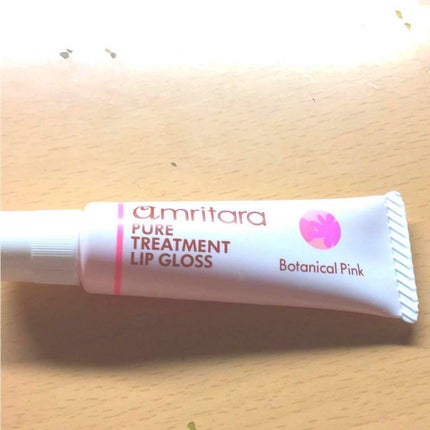 amritara
PURE
TREATMENT
LIP GLOSS
Botanical Pink